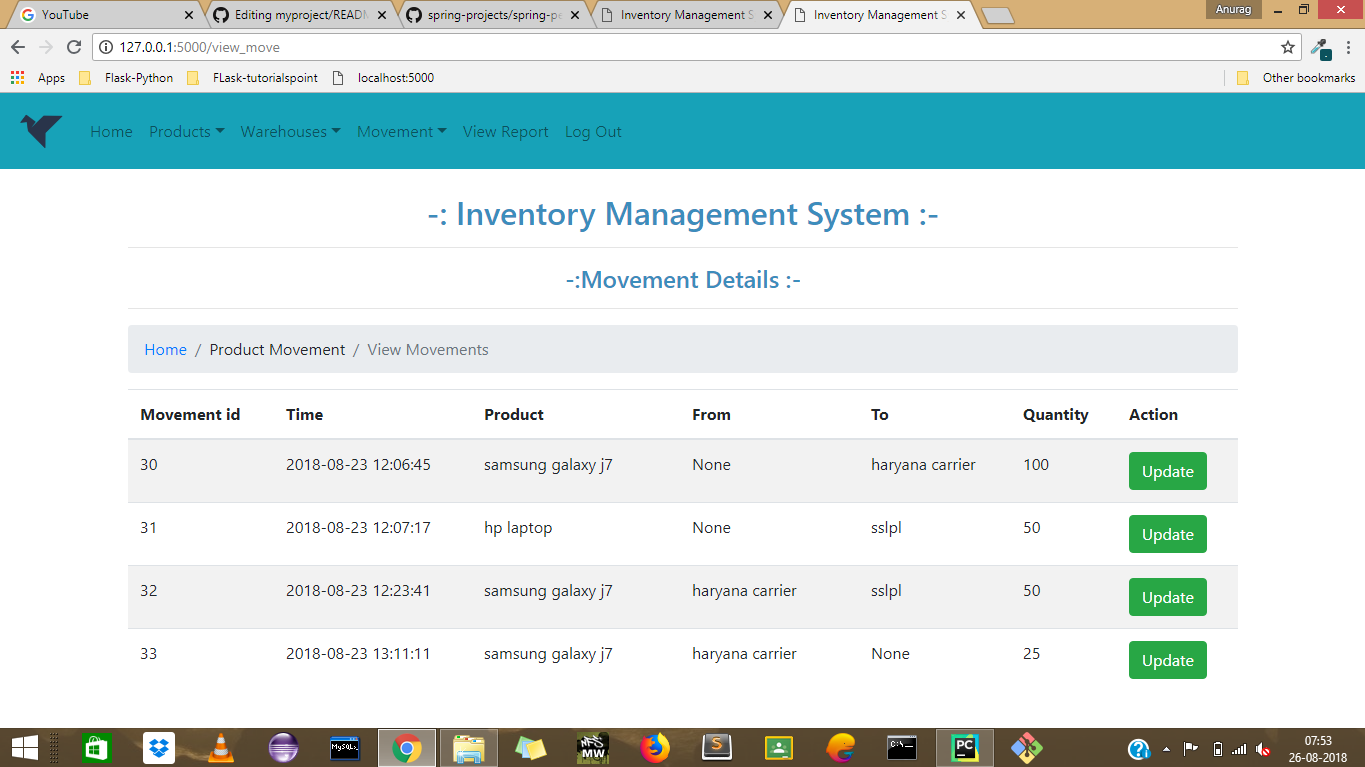 YouTube Editing myproject/READM spring-projects/spring-pe Inventory Management S Inventory Management S Anurag
127.0.0.1:5000/view_move
Apps Flask-Python FLask-tutorialspoint localhost:5000 Other bookmarks
Home Products Warehouses Movement View Report Log Out
-: Inventory Management System :-
-:Movement Details :-
Home / Product Movement / View Movements
Movement id Time Product From To Quantity Action
30 2018-08-23 12:06:45 samsung galaxy j7 None haryana carrier 100 Update
31 2018-08-23 12:07:17 hp laptop None sslpl 50 Update
32 2018-08-23 12:23:41 samsung galaxy j7 haryana carrier sslpl 50 Update
33 2018-08-23 13:11:11 samsung galaxy j7 haryana carrier None 25 Update
MySQL NFS MW S C:\ PC 07:53
26-08-2018